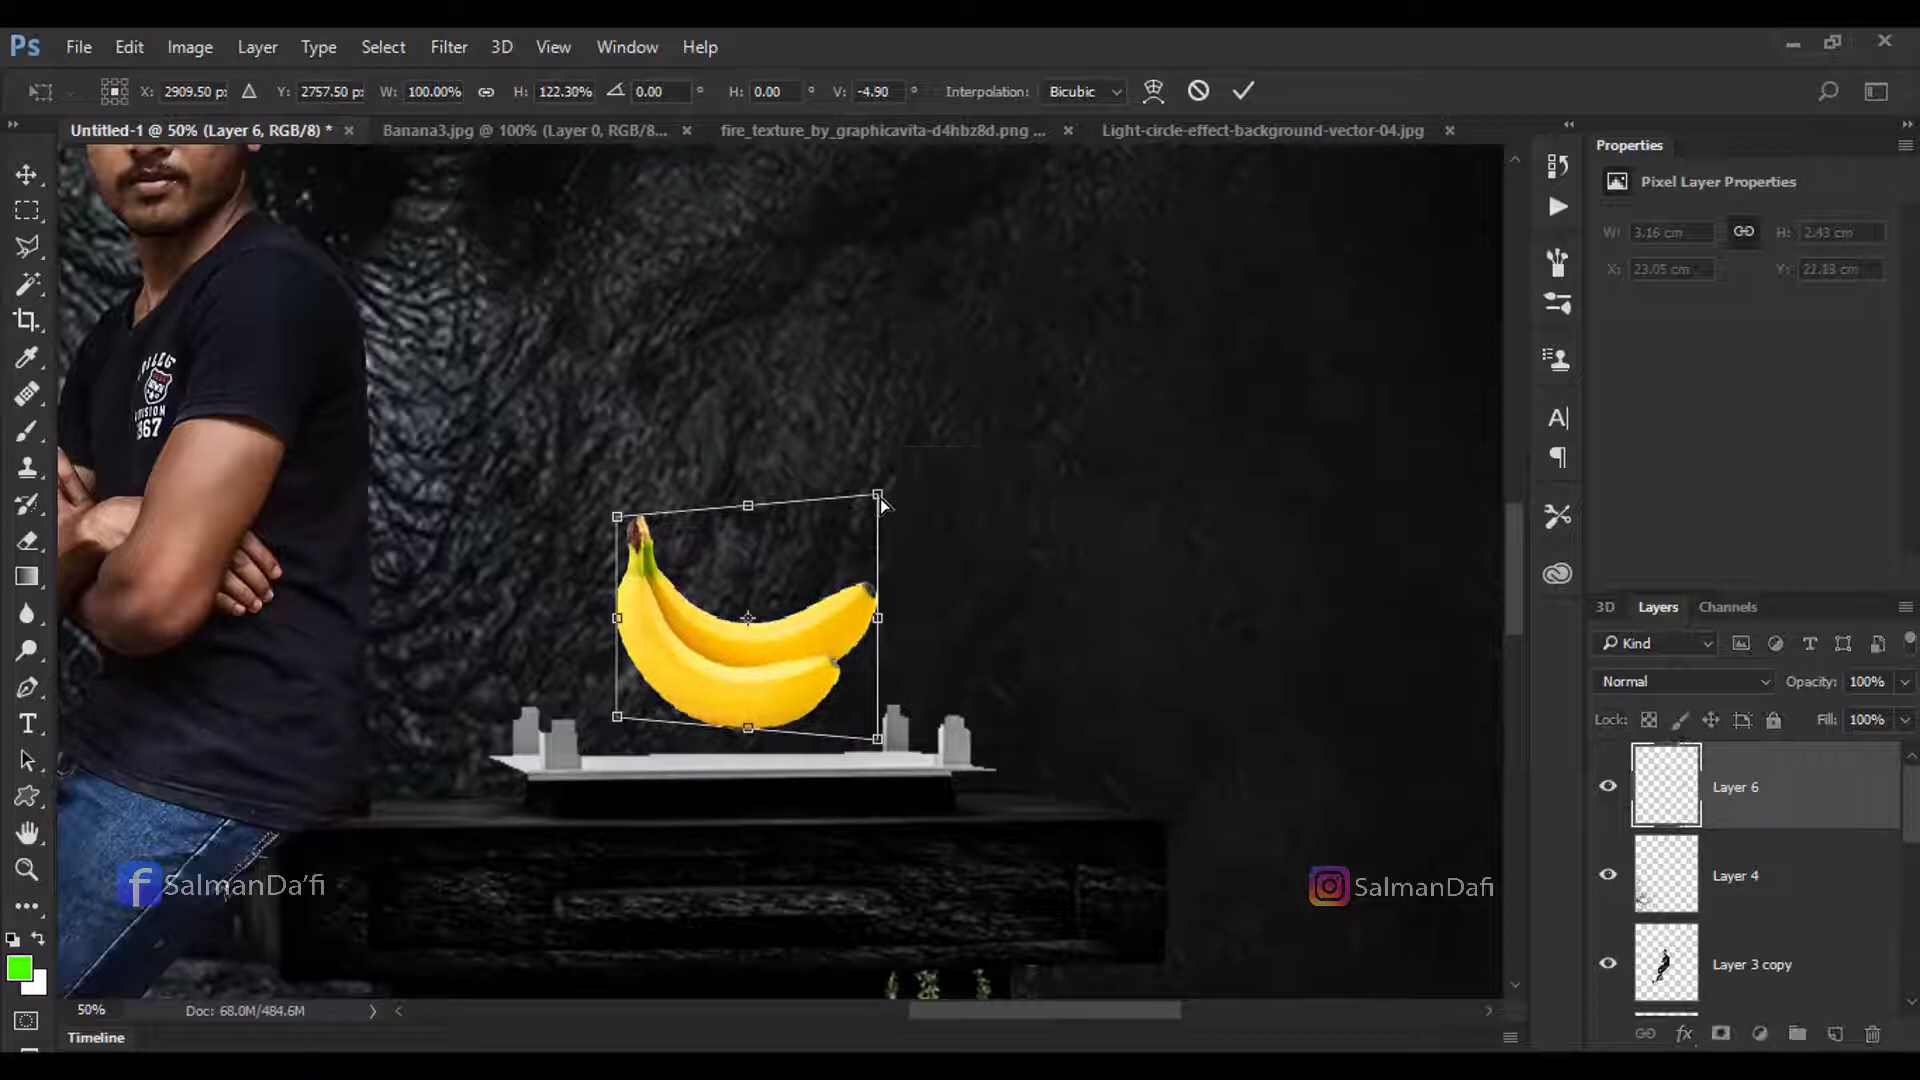 Ps File Edit Image Layer Type Select Filter 3D View Window Help
X: 2909.50 p Y: 2757.50 p W: 100.00% H: 122.30% 0.00 ° H: 0.00 ° V: -4.90 ° Interpolation: Bicubic
Untitled-1 @ 50% (Layer 6, RGB/8) * Banana3.jpg @ 100% (Layer 0, RGB/8... fire_texture_by_graphicavita-d4hbz8d.png ... Light-circle-effect-background-vector-04.jpg
Properties
Pixel Layer Properties
W: 3.16 cm H: 2.43 cm
X: 23.05 cm Y: 22.13 cm
1967
3D Layers Channels
Kind
Normal Opacity: 100%
Lock: Fill: 100%
Layer 6
Layer 4
Layer 3 copy
SalmanDa’fi
SalmanDafi
50% Doc: 68.0M/484.6M
Timeline